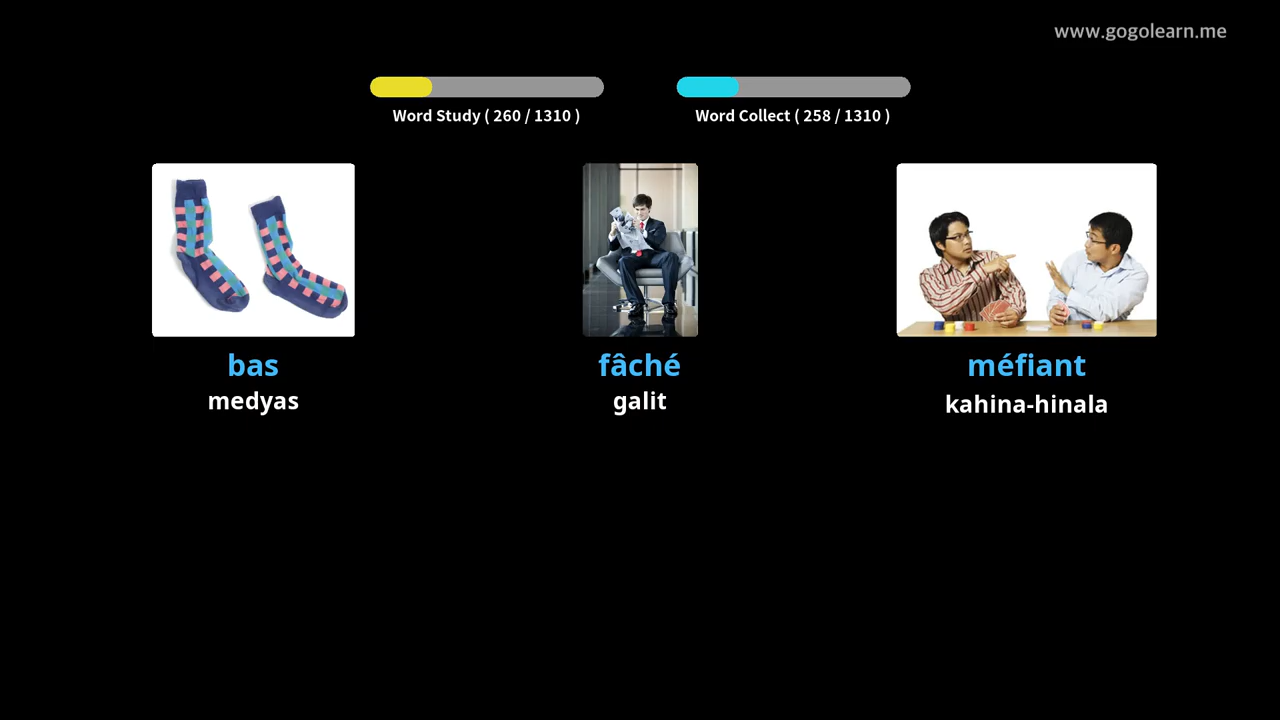 www.gogolearn.me
Word Study ( 260 / 1310 )
Word Collect ( 258 / 1310 )
bas
medyas
fâché
galit
méfiant
kahina-hinala